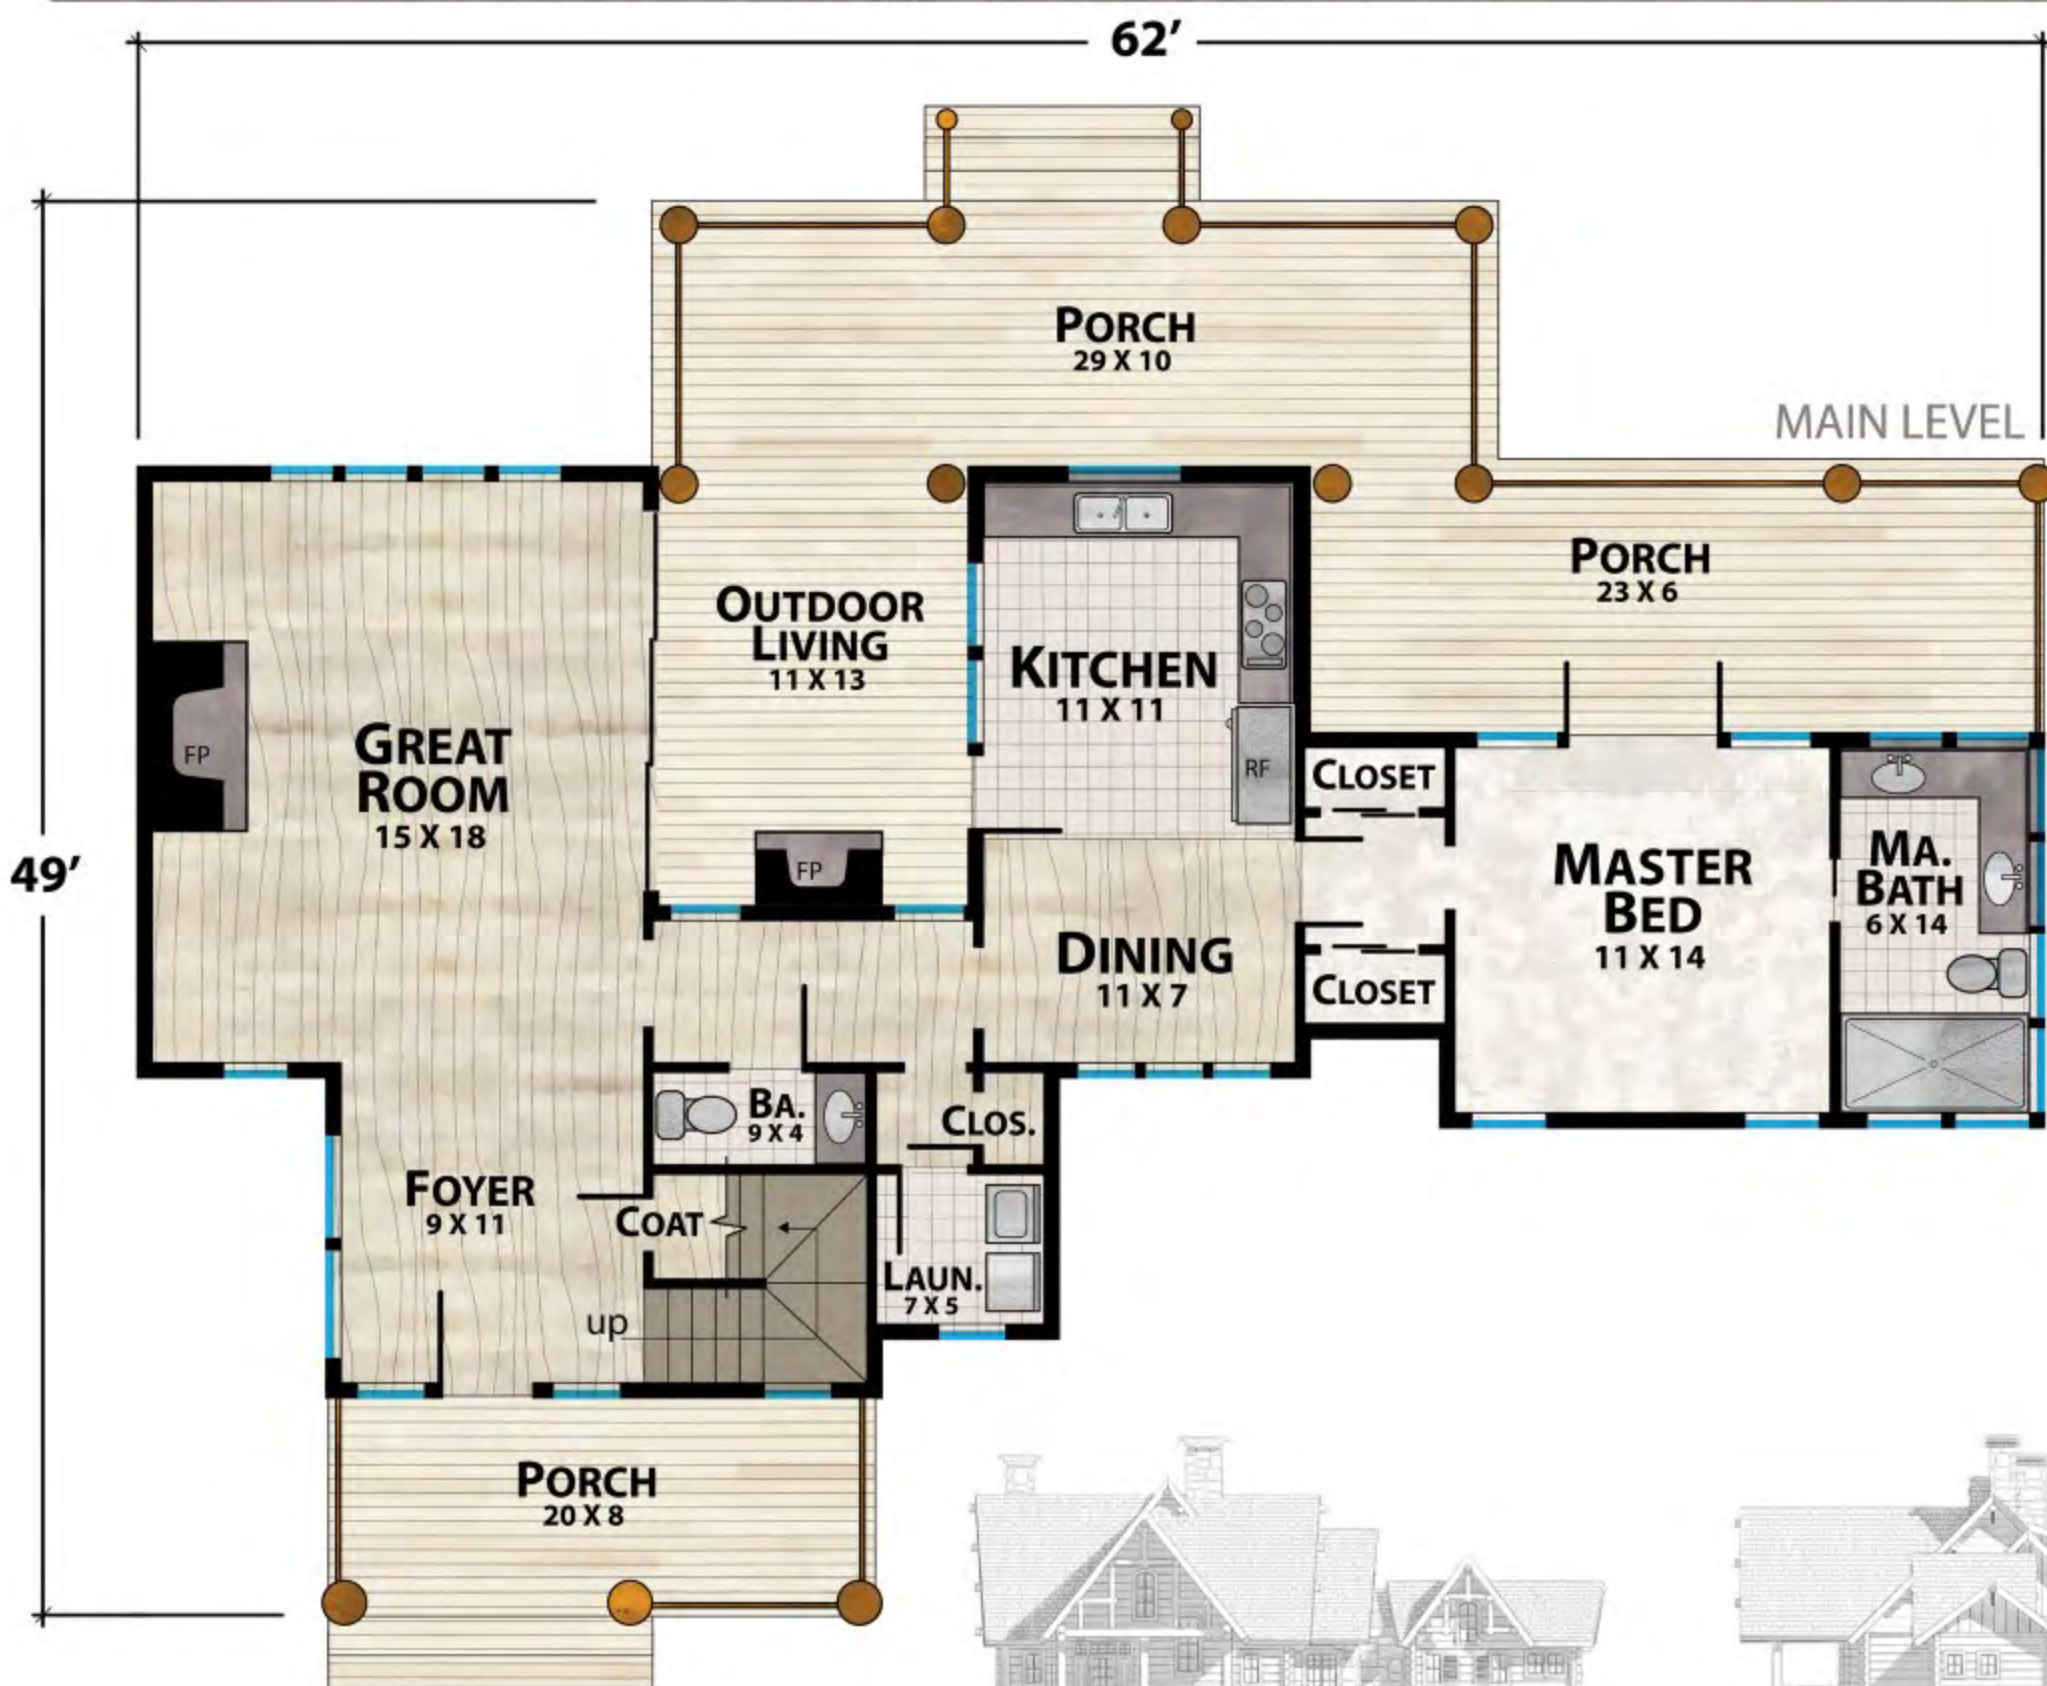 62’
PORCH
29 X 10
MAIN LEVEL
PORCH
23 X 6
OUTDOOR
LIVING
11 X 13
KITCHEN
11 X 11
GREAT
ROOM
15 X 18
FP
FP
RF
CLOSET
49’
MASTER
BED
11 X 14
MA.
BATH
6 X 14
DINING
11 X 7
CLOSET
BA.
9 X 4
CLOS.
FOYER
9 X 11
COAT
LAUN.
7 X 5
up
PORCH
20 X 8